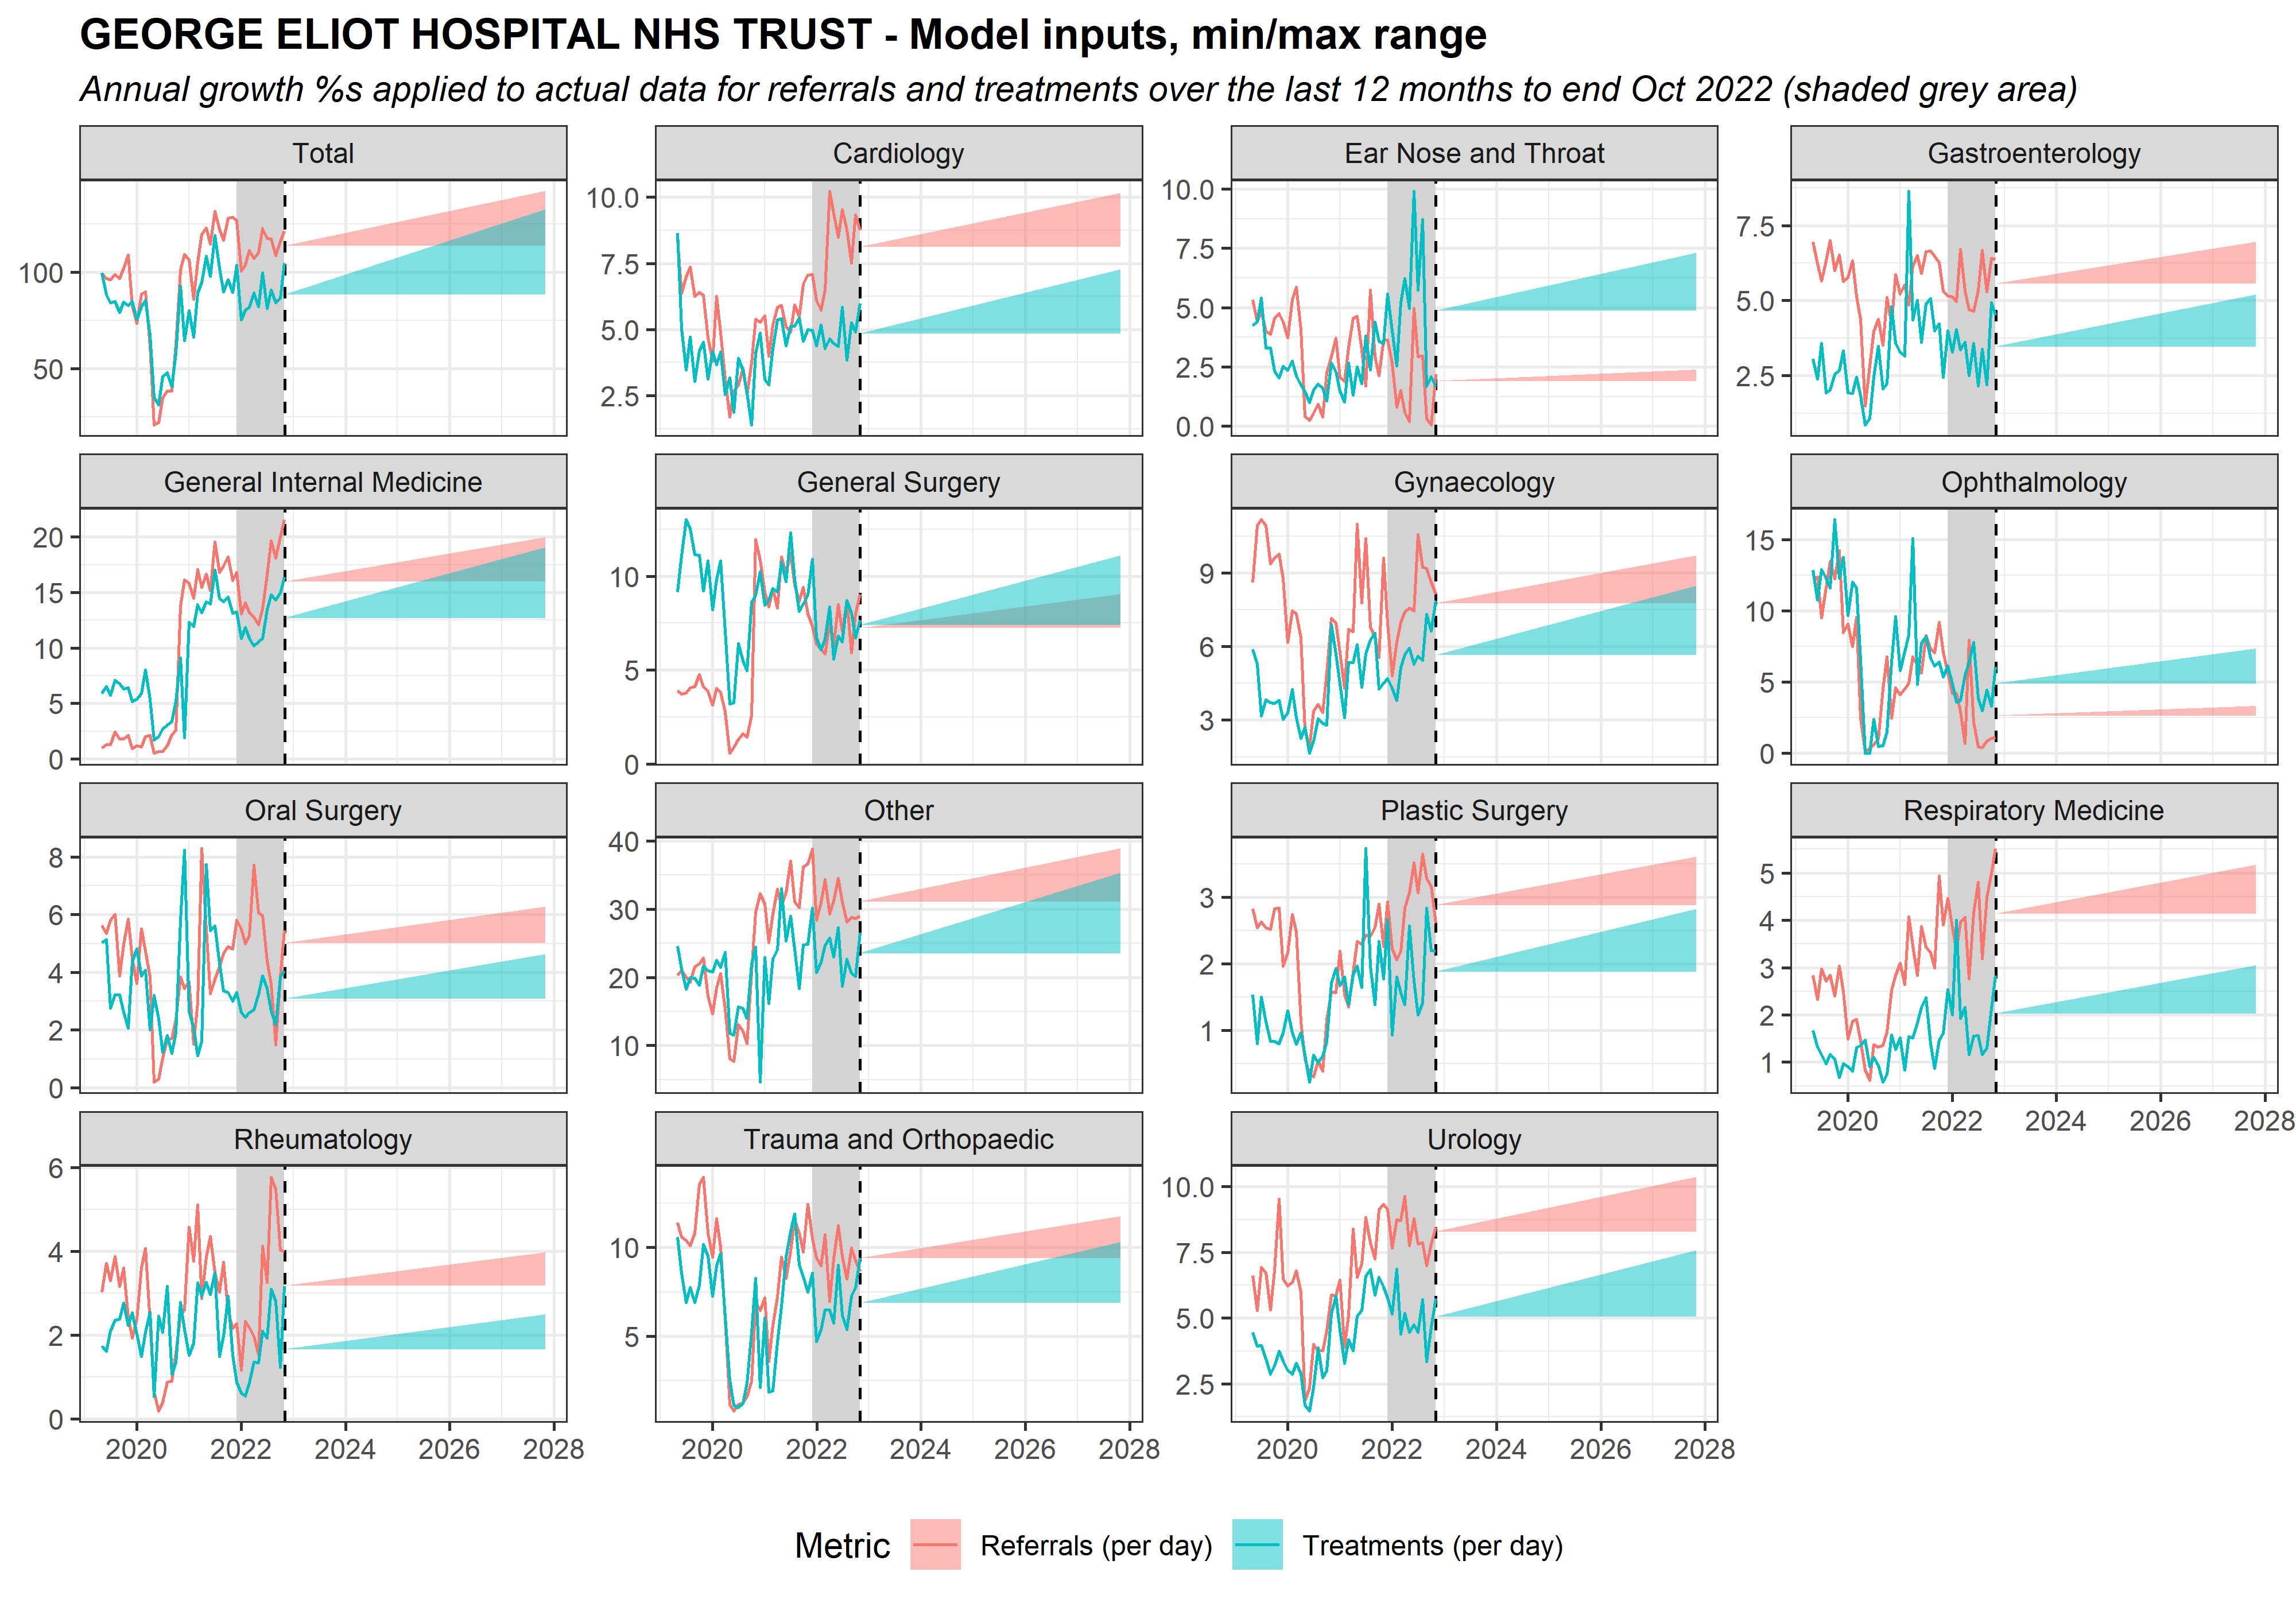 GEORGE ELIOT HOSPITAL NHS TRUST - Model inputs, min/max range
Annual growth %s applied to actual data for referrals and treatments over the last 12 months to end Oct 2022 (shaded grey area)
Total
Cardiology
Ear Nose and Throat
Gastroenterology
100
50
10.0
7.5
5.0
2.5
10.0
7.5
5.0
2.5
0.0
7.5
5.0
2.5
General Internal Medicine
General Surgery
Gynaecology
Ophthalmology
20
15
10
5
0
10
5
0
9
6
3
15
10
5
0
Oral Surgery
Other
Plastic Surgery
Respiratory Medicine
8
6
4
2
0
40
30
20
10
3
2
1
5
4
3
2
1
2020 2022 2024 2026 2028
Rheumatology
Trauma and Orthopaedic
Urology
6
4
2
0
10
5
10.0
7.5
5.0
2.5
2020 2022 2024 2026 2028
2020 2022 2024 2026 2028
2020 2022 2024 2026 2028
Metric Referrals (per day) Treatments (per day)